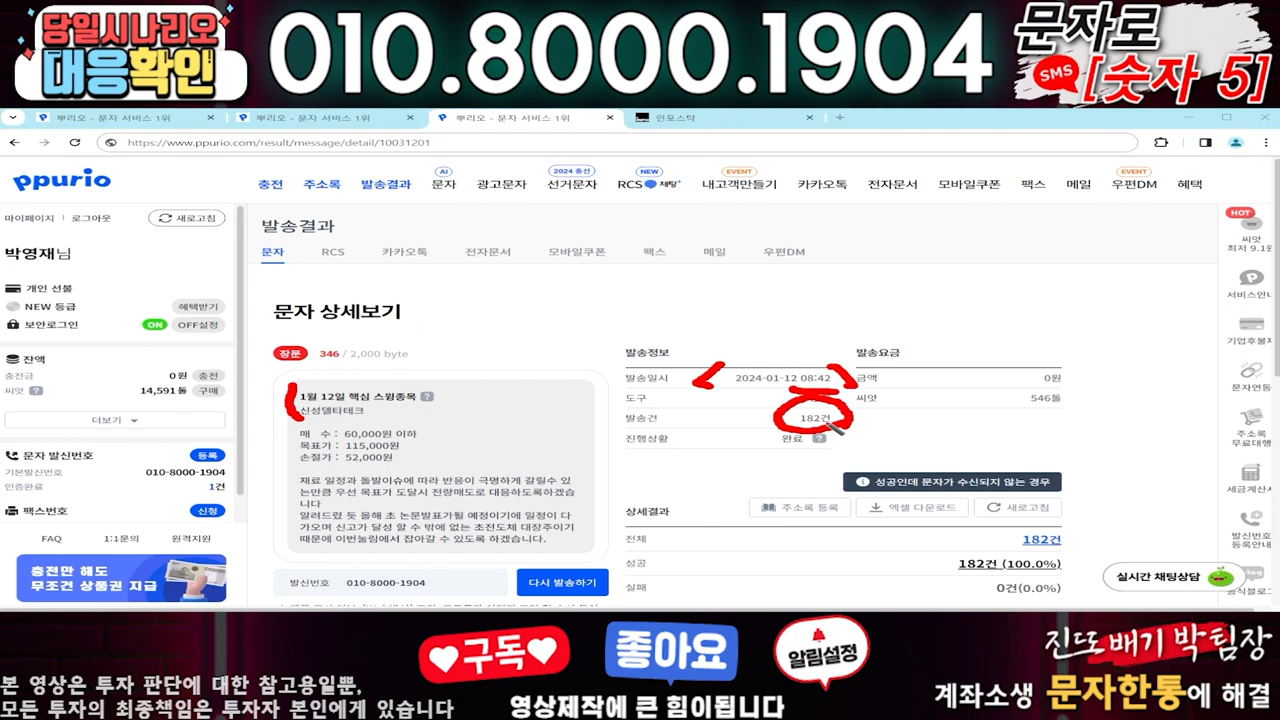 당일시나리오
대응확인
010.8000.1904
문자로
SMS
[숫자 5]
뿌리오 - 문자 서비스 1위
뿌리오 - 문자 서비스 1위
뿌리오 - 문자 서비스 1위
인포스탁
https://www.ppurio.com/result/message/detail/10031201
ppurio
충전
주소록
발송결과
AI
문자
광고문자
2024 총선
선거문자
NEW
RCS 채팅+
EVENT
내고객만들기
카카오톡
전자문서
모바일쿠폰
팩스
메일
EVENT
우편DM
혜택
마이페이지 | 로그아웃
새로고침
박영재님
개인 선불
NEW 등급
혜택받기
보안로그인
ON
OFF설정
잔액
충전금
0원
충전
씨앗 ?
14,591톨
구매
더보기
문자 발신번호
등록
기본발신번호
010-8000-1904
인증완료
1건
팩스번호
신청
FAQ
1:1문의
원격지원
충전만 해도
무조건 상품권 지급
발송결과
문자
RCS
카카오톡
전자문서
모바일쿠폰
팩스
메일
우편DM
문자 상세보기
장문
346 / 2,000 byte
1월 12일 핵심 스윙종목 ?
신성델타테크
매 수 : 60,000원 이하
목표가 : 115,000원
손절가 : 52,000원
재료 일정과 돌발이슈에 따라 반응이 극명하게 갈릴수 있
는만큼 우선 목표가 도달시 전량매도로 대응하도록하겠습
니다
알려드렸 듯 올해 초 논문발표가될 예정이기에 일정이 다
가오며 신고가 달성 할 수 밖에 없는 초전도체 대장주이기
때문에 이번눌림에서 잡아갈 수 있도록 하겠습니다.
발신번호
010-8000-1904
다시 발송하기
발송정보
발송일시
2024-01-12 08:42
도구
발송건
182건
진행상황
완료 ?
발송요금
금액
0원
씨앗
546톨
성공인데 문자가 수신되지 않는 경우
주소록 등록
엑셀 다운로드
새로고침
상세결과
전체
182건
성공
182건 (100.0%)
실패
0건(0.0%)
HOT
씨앗
최저 9.1원
서비스안내
기업후불제
문자연동
주소록
무료대행
세금계산서
발신번호
등록안내
실시간 채팅상담
공식블로그
구독
좋아요
알림설정
진또배기 박팀장
본 영상은 투자 판단에 대한 참고용일뿐,
모든 투자의 최종책임은 투자자 본인에게 있습니다
영상제작에 큰 힘이됩니다
계좌소생 문자한통에 해결